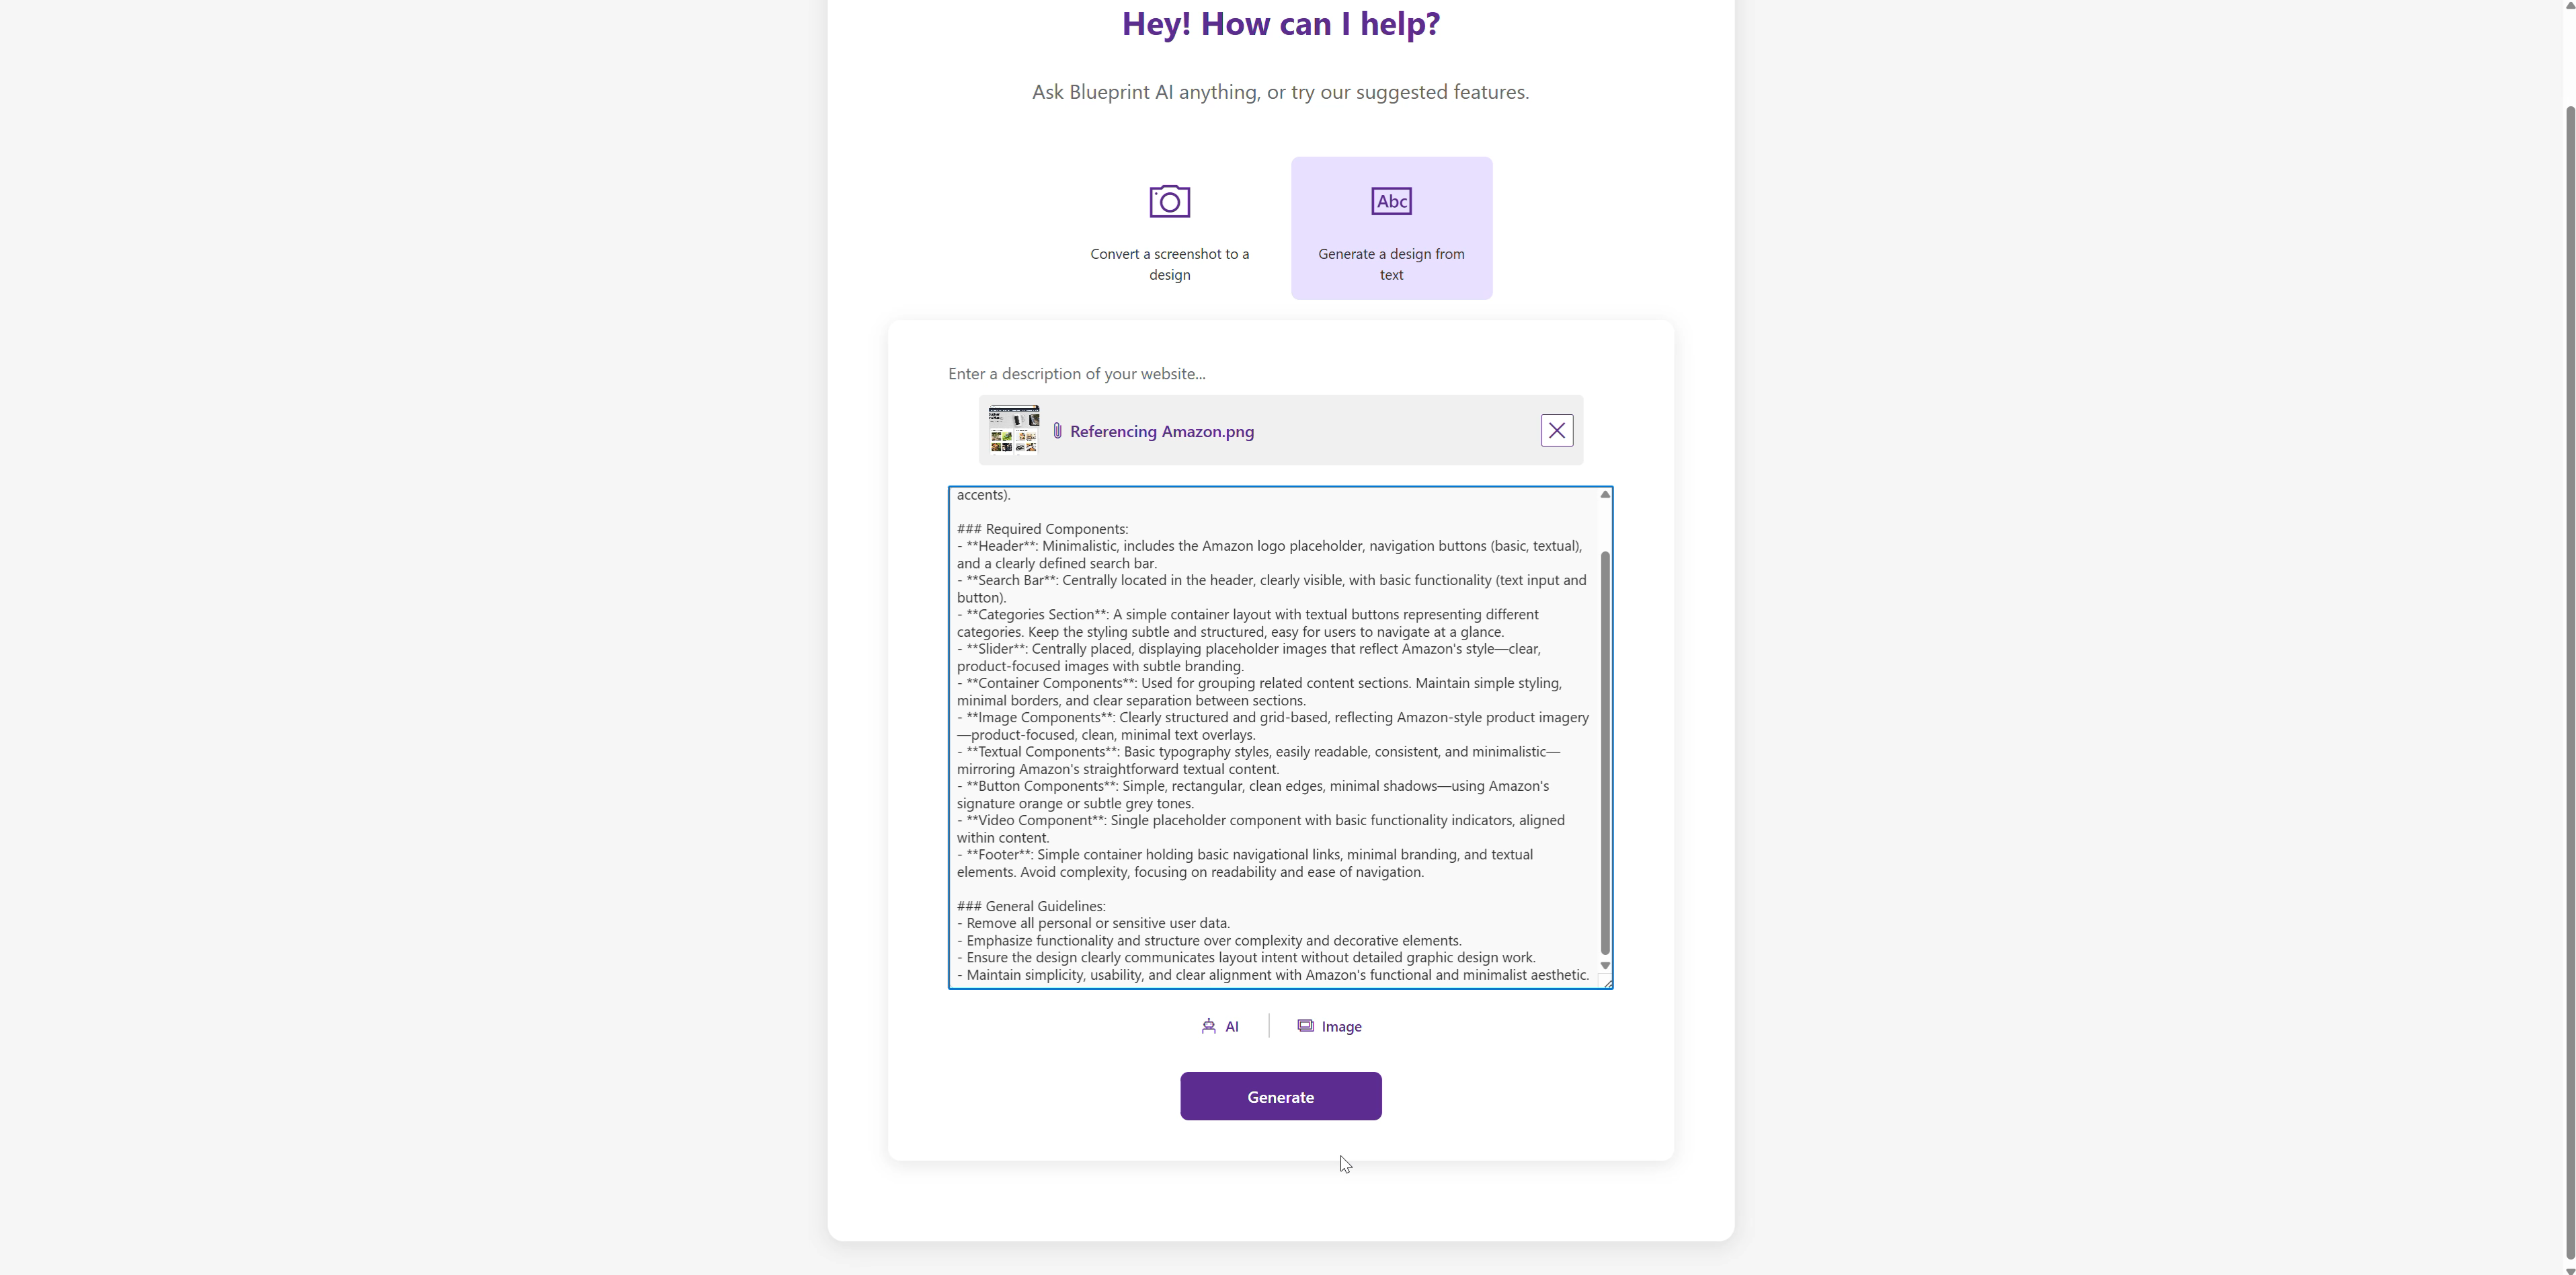 Hey! How can I help?
Ask Blueprint AI anything, or try our suggested features.
Convert a screenshot to a
design
Abc
Generate a design from
text
Enter a description of your website...
Referencing Amazon.png
accents).
### Required Components:
- **Header**: Minimalistic, includes the Amazon logo placeholder, navigation buttons (basic, textual),
and a clearly defined search bar.
- **Search Bar**: Centrally located in the header, clearly visible, with basic functionality (text input and
button).
- **Categories Section**: A simple container layout with textual buttons representing different
categories. Keep the styling subtle and structured, easy for users to navigate at a glance.
- **Slider**: Centrally placed, displaying placeholder images that reflect Amazon's style—clear,
product-focused images with subtle branding.
- **Container Components**: Used for grouping related content sections. Maintain simple styling,
minimal borders, and clear separation between sections.
- **Image Components**: Clearly structured and grid-based, reflecting Amazon-style product imagery
—product-focused, clean, minimal text overlays.
- **Textual Components**: Basic typography styles, easily readable, consistent, and minimalistic—
mirroring Amazon's straightforward textual content.
- **Button Components**: Simple, rectangular, clean edges, minimal shadows—using Amazon's
signature orange or subtle grey tones.
- **Video Component**: Single placeholder component with basic functionality indicators, aligned
within content.
- **Footer**: Simple container holding basic navigational links, minimal branding, and textual
elements. Avoid complexity, focusing on readability and ease of navigation.
### General Guidelines:
- Remove all personal or sensitive user data.
- Emphasize functionality and structure over complexity and decorative elements.
- Ensure the design clearly communicates layout intent without detailed graphic design work.
- Maintain simplicity, usability, and clear alignment with Amazon's functional and minimalist aesthetic.
AI
Image
Generate